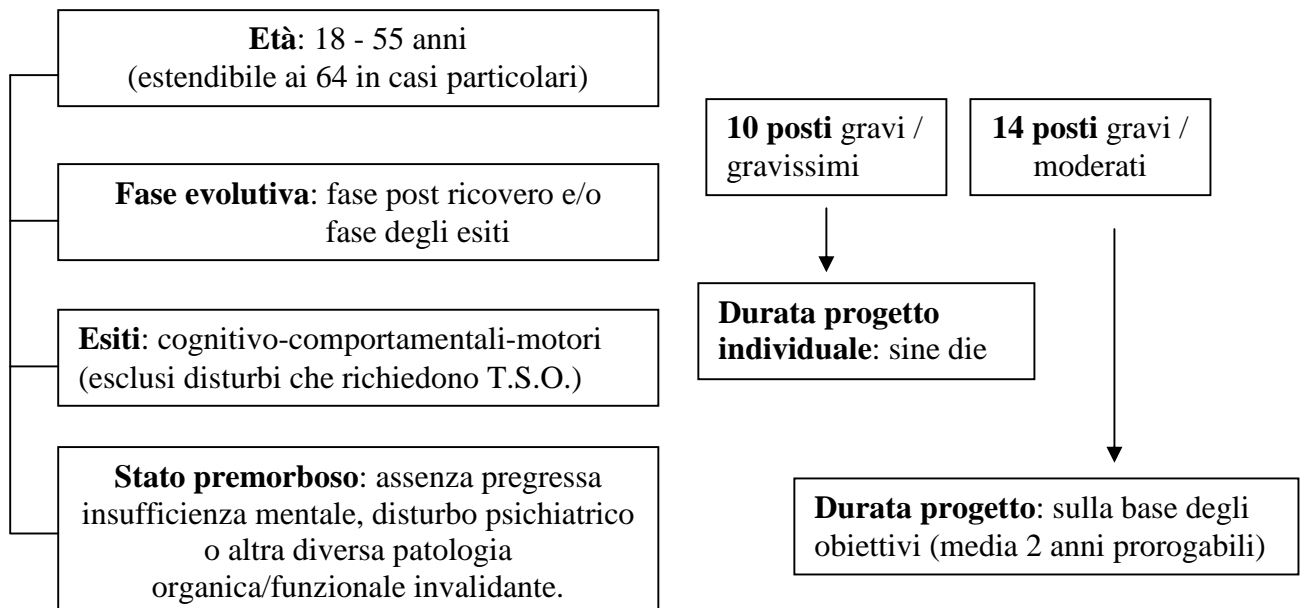 Età: 18 - 55 anni
(estendibile ai 64 in casi particolari)
Fase evolutiva: fase post ricovero e/o
fase degli esiti
Esiti: cognitivo-comportamentali-motori
(esclusi disturbi che richiedono T.S.O.)
Stato premorboso: assenza pregressa
insufficienza mentale, disturbo psichiatrico
o altra diversa patologia
organica/funzionale invalidante.
10 posti gravi /
gravissimi
14 posti gravi /
moderati
Durata progetto
individuale: sine die
Durata progetto: sulla base degli
obiettivi (media 2 anni prorogabili)